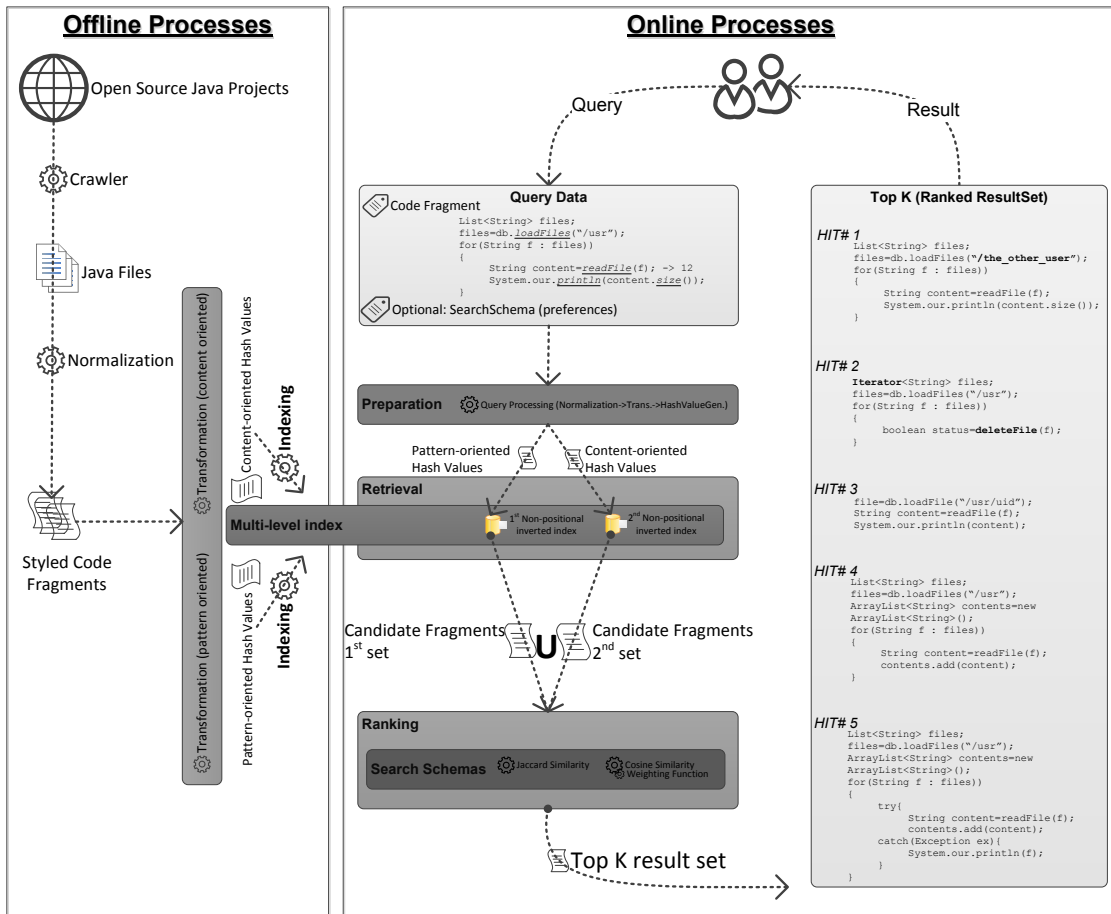 Offline Processes
Open Source Java Projects
Crawler
Java Files
Normalization
Styled Code
Fragments
Transformation (content oriented)
Transformation (pattern oriented)
Content-oriented Hash Values
Pattern-oriented Hash Values
Indexing
Indexing
Online Processes
Query
Result
Query Data
Code Fragment
List<String> files;
files=db.loadFiles(“/usr”);
for(String f : files))
{
String content=readFile(f); -> 12
System.our.println(content.size());
}
Optional: SearchSchema (preferences)
Preparation
Query Processing (Normalization->Trans.->HashValueGen.)
Pattern-oriented
Hash Values
Content-oriented
Hash Values
Retrieval
Multi-level index
1st Non-positional
inverted index
2nd Non-positional
inverted index
Candidate Fragments
1st set
U
Candidate Fragments
2nd set
Ranking
Search Schemas
Jaccard Similarity
Cosine Similarity
Weighting Function
Top K result set
Top K (Ranked ResultSet)
HIT# 1
List<String> files;
files=db.loadFiles(“/the_other_user”);
for(String f : files))
{
String content=readFile(f);
System.our.println(content.size());
}
HIT# 2
Iterator<String> files;
files=db.loadFiles(“/usr”);
for(String f : files))
{
boolean status=deleteFile(f);
}
HIT# 3
file=db.loadFile(“/usr/uid”);
String content=readFile(f);
System.our.println(content);
HIT# 4
List<String> files;
files=db.loadFiles(“/usr”);
ArrayList<String> contents=new
ArrayList<String>();
for(String f : files))
{
String content=readFile(f);
contents.add(content);
}
HIT# 5
List<String> files;
files=db.loadFiles(“/usr”);
ArrayList<String> contents=new
ArrayList<String>();
for(String f : files))
{
try{
String content=readFile(f);
contents.add(content);
catch(Exception ex){
System.our.println(f);
}
}